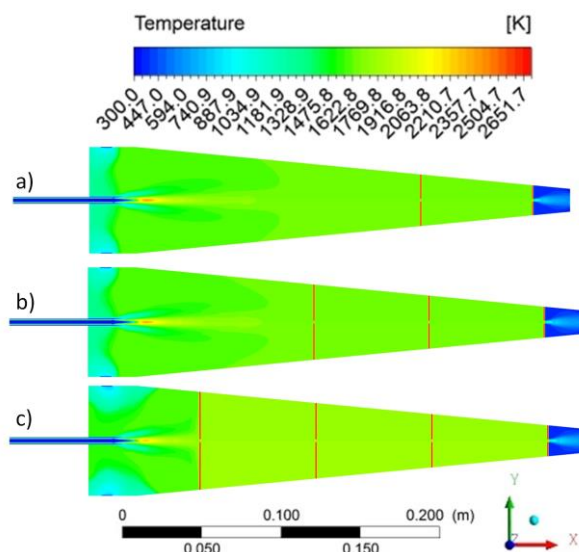 Temperature [K]
300.0 447.0 594.0 740.9 887.9 1034.9 1181.9 1328.9 1475.8 1622.8 1769.8 1916.8 2063.8 2210.7 2357.7 2504.7 2651.7
a)
b)
c)
0 0.100 0.200 (m)
0.050 0.150
Y
Z X